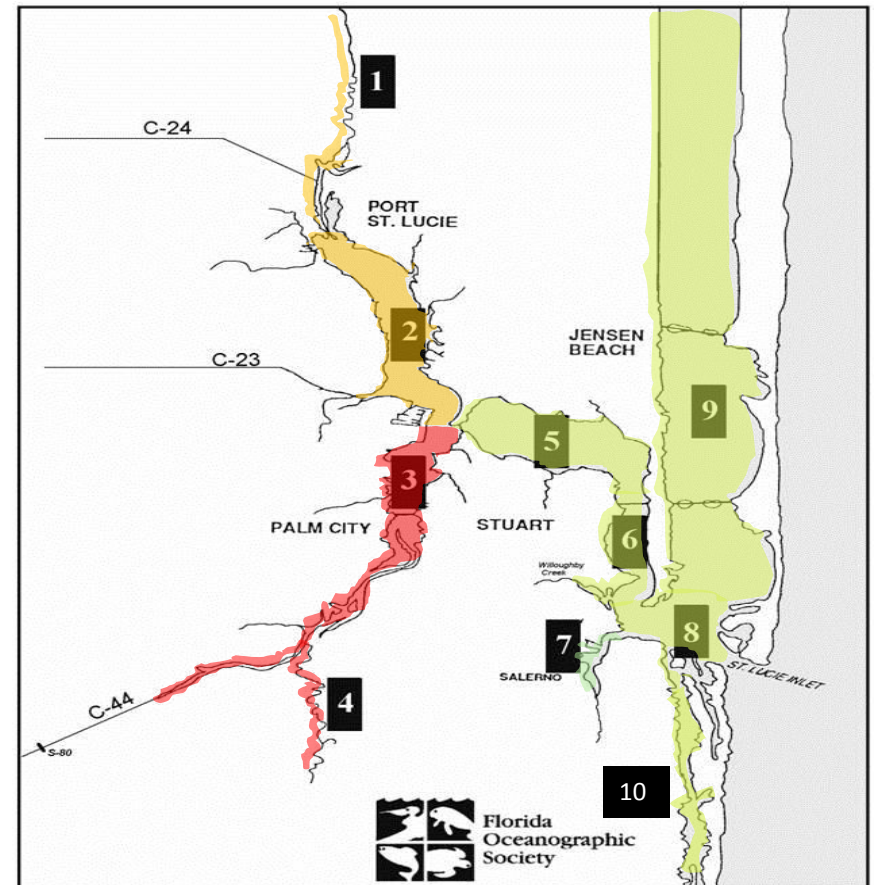 1
C-24
PORT
ST. LUCIE
2
JENSEN
BEACH
C-23
9
5
3
PALM CITY
STUART
6
Willoughby
Creek
7
8
SALERNO
ST. LUCIE INLET
4
C-44
S-80
10
Florida
Oceanographic
Society